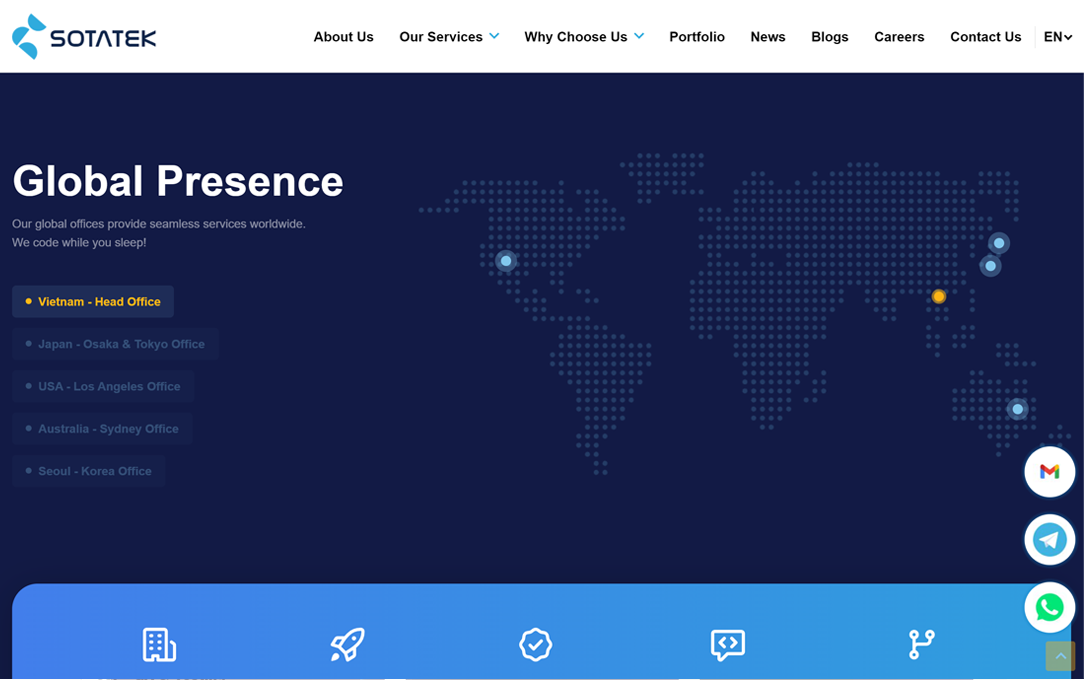 SOTATEK
About Us
Our Services
Why Choose Us
Portfolio
News
Blogs
Careers
Contact Us
EN
Global Presence
Our global offices provide seamless services worldwide.
We code while you sleep!
Vietnam - Head Office
Japan - Osaka & Tokyo Office
USA - Los Angeles Office
Australia - Sydney Office
Seoul - Korea Office